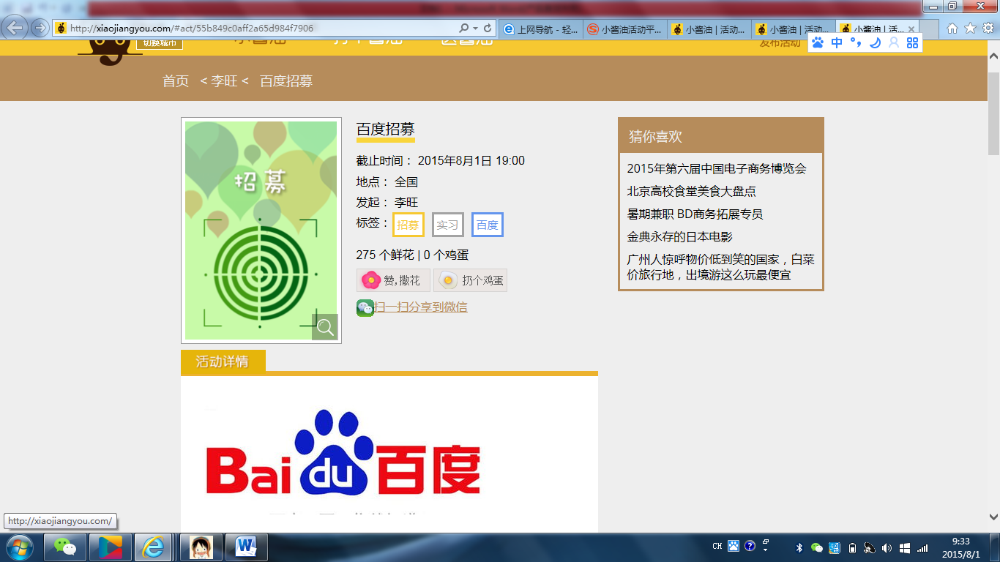 http://xiaojiangyou.com/#act/55b849c0aff2a65d984f7906
上网导航 - 轻...
小酱油活动平...
小酱油 | 活动...
小酱油 | 活动...
小酱油 | 活...
切换城市
发布活动
中
首页 < 李旺 < 百度招募
招募
百度招募
截止时间： 2015年8月1日 19:00
地点： 全国
发起： 李旺
标签： 招募 实习 百度
275 个鲜花 | 0 个鸡蛋
赞,撒花 扔个鸡蛋
扫一扫分享到微信
猜你喜欢
2015年第六届中国电子商务博览会
北京高校食堂美食大盘点
暑期兼职 BD商务拓展专员
金典永存的日本电影
广州人惊呼物价低到笑的国家，白菜
价旅行地，出境游这么玩最便宜
活动详情
Bai du 百度
http://xiaojiangyou.com/
CH
9:33
2015/8/1